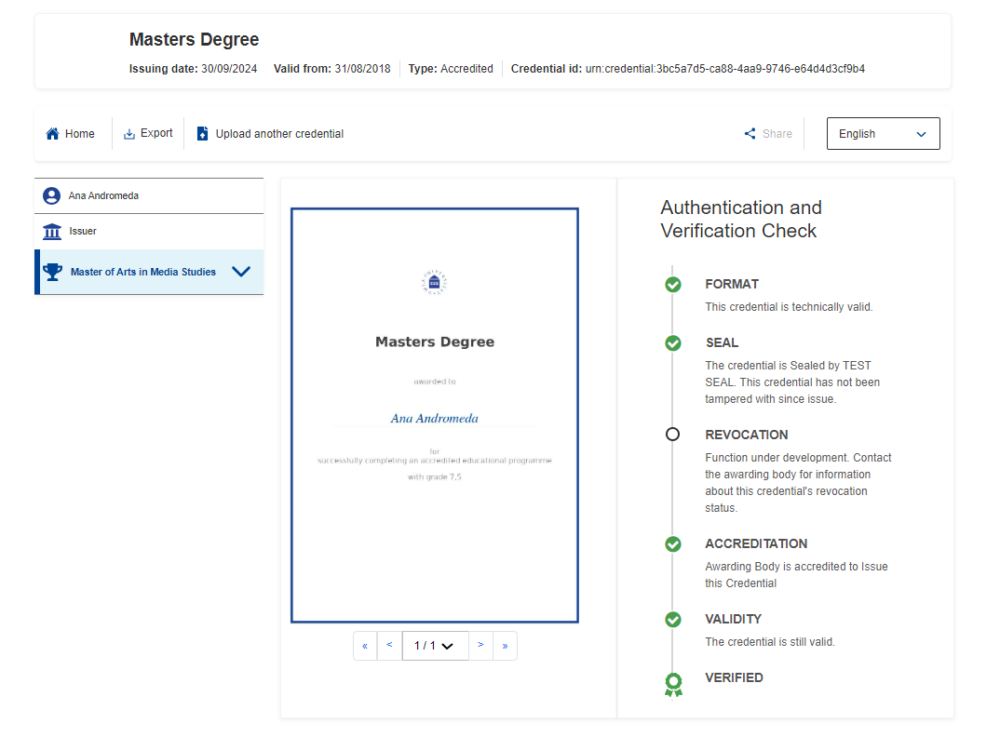 Masters Degree
Issuing date: 30/09/2024 Valid from: 31/08/2018 Type: Accredited Credential id: urn:credential:3bc5a7d5-ca88-4aa9-9746-e64d4d3cf9b4
Home Export Upload another credential Share English
Ana Andromeda
Issuer
Master of Arts in Media Studies
Masters Degree
awarded to
Ana Andromeda
for
successfully completing an accredited educational programme
with grade 7,5
« < 1 / 1 > »
Authentication and
Verification Check
FORMAT
This credential is technically valid.
SEAL
The credential is Sealed by TEST
SEAL. This credential has not been
tampered with since issue.
REVOCATION
Function under development. Contact
the awarding body for information
about this credential's revocation
status.
ACCREDITATION
Awarding Body is accredited to Issue
this Credential
VALIDITY
The credential is still valid.
VERIFIED